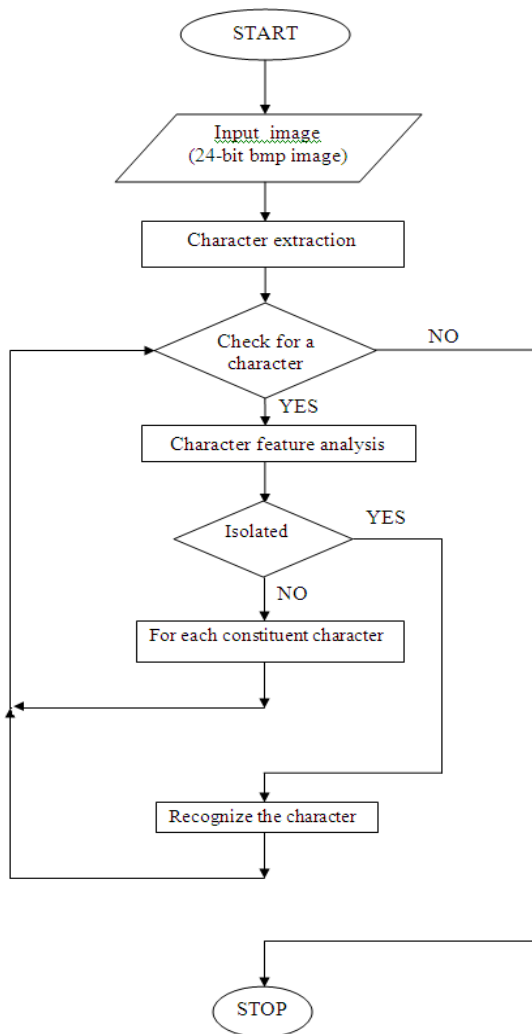 START
Input image
(24-bit bmp image)
Character extraction
Check for a
character
NO
YES
Character feature analysis
Isolated
YES
NO
For each constituent character
Recognize the character
STOP